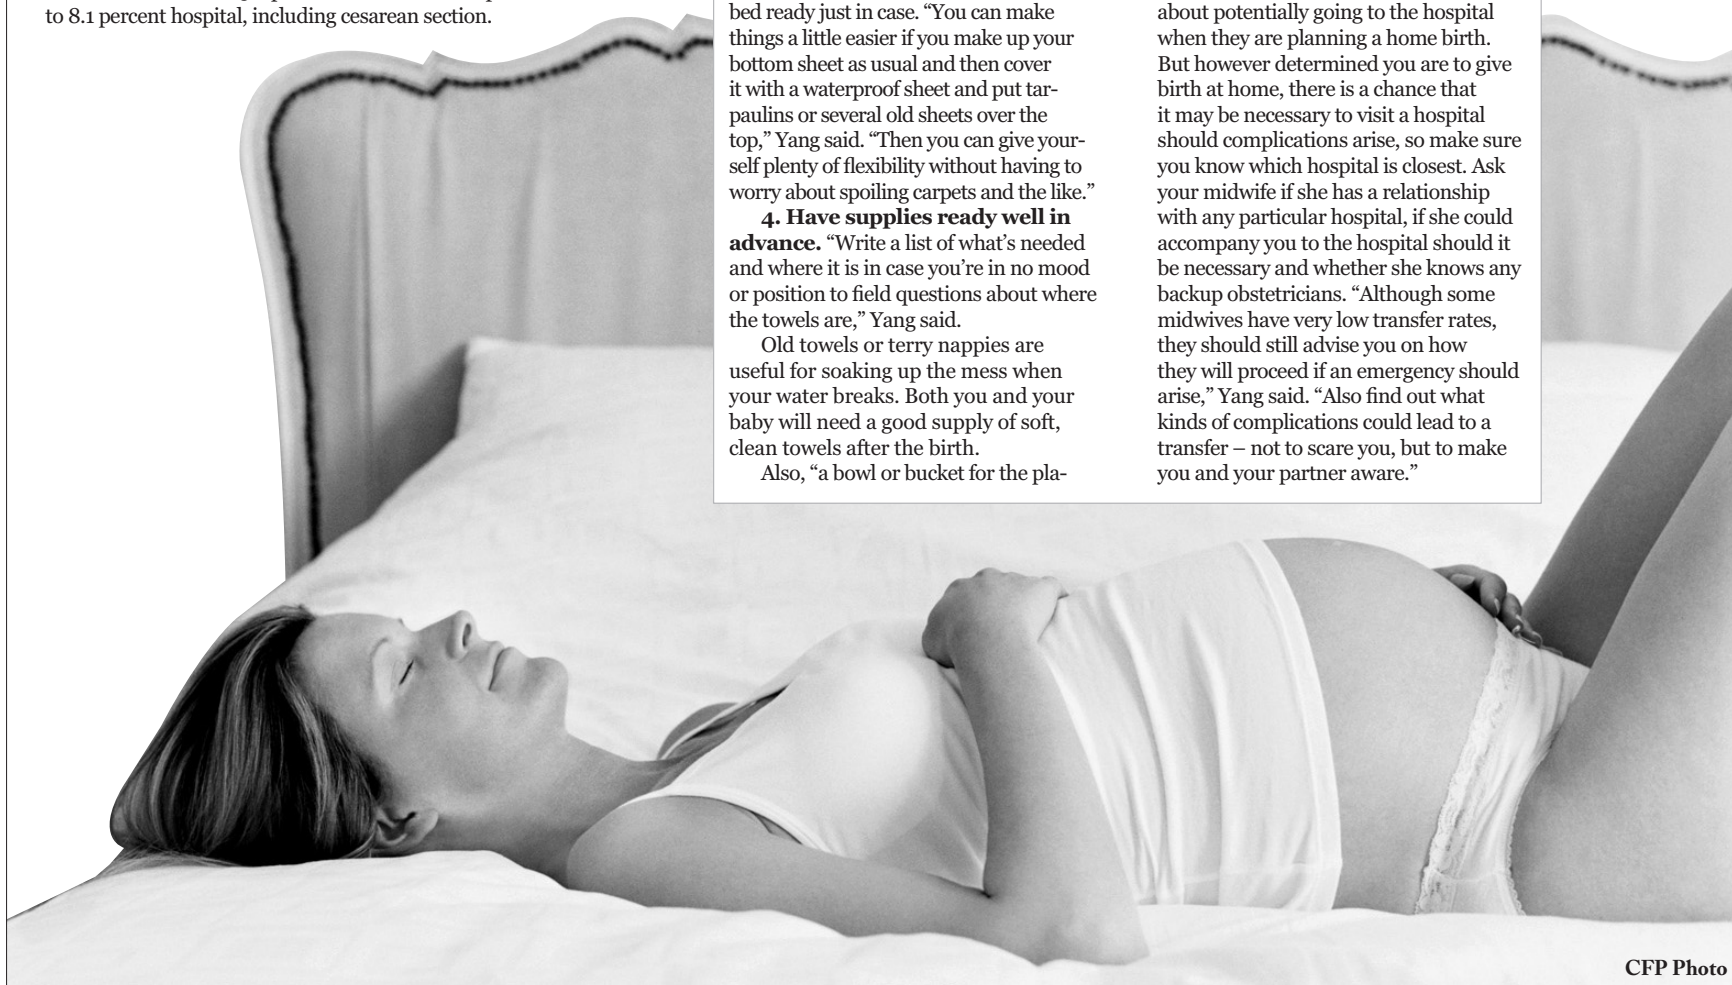 to 8.1 percent hospital, including cesarean section.
bed ready just in case. “You can make
things a little easier if you make up your
bottom sheet as usual and then cover
it with a waterproof sheet and put tar-
paulins or several old sheets over the
top,” Yang said. “Then you can give your-
self plenty of flexibility without having to
worry about spoiling carpets and the like.”
4. Have supplies ready well in
advance. “Write a list of what’s needed
and where it is in case you’re in no mood
or position to field questions about where
the towels are,” Yang said.
Old towels or terry nappies are
useful for soaking up the mess when
your water breaks. Both you and your
baby will need a good supply of soft,
clean towels after the birth.
Also, “a bowl or bucket for the pla-
about potentially going to the hospital
when they are planning a home birth.
But however determined you are to give
birth at home, there is a chance that
it may be necessary to visit a hospital
should complications arise, so make sure
you know which hospital is closest. Ask
your midwife if she has a relationship
with any particular hospital, if she could
accompany you to the hospital should it
be necessary and whether she knows any
backup obstetricians. “Although some
midwives have very low transfer rates,
they should still advise you on how
they will proceed if an emergency should
arise,” Yang said. “Also find out what
kinds of complications could lead to a
transfer – not to scare you, but to make
you and your partner aware.”
CFP Photo